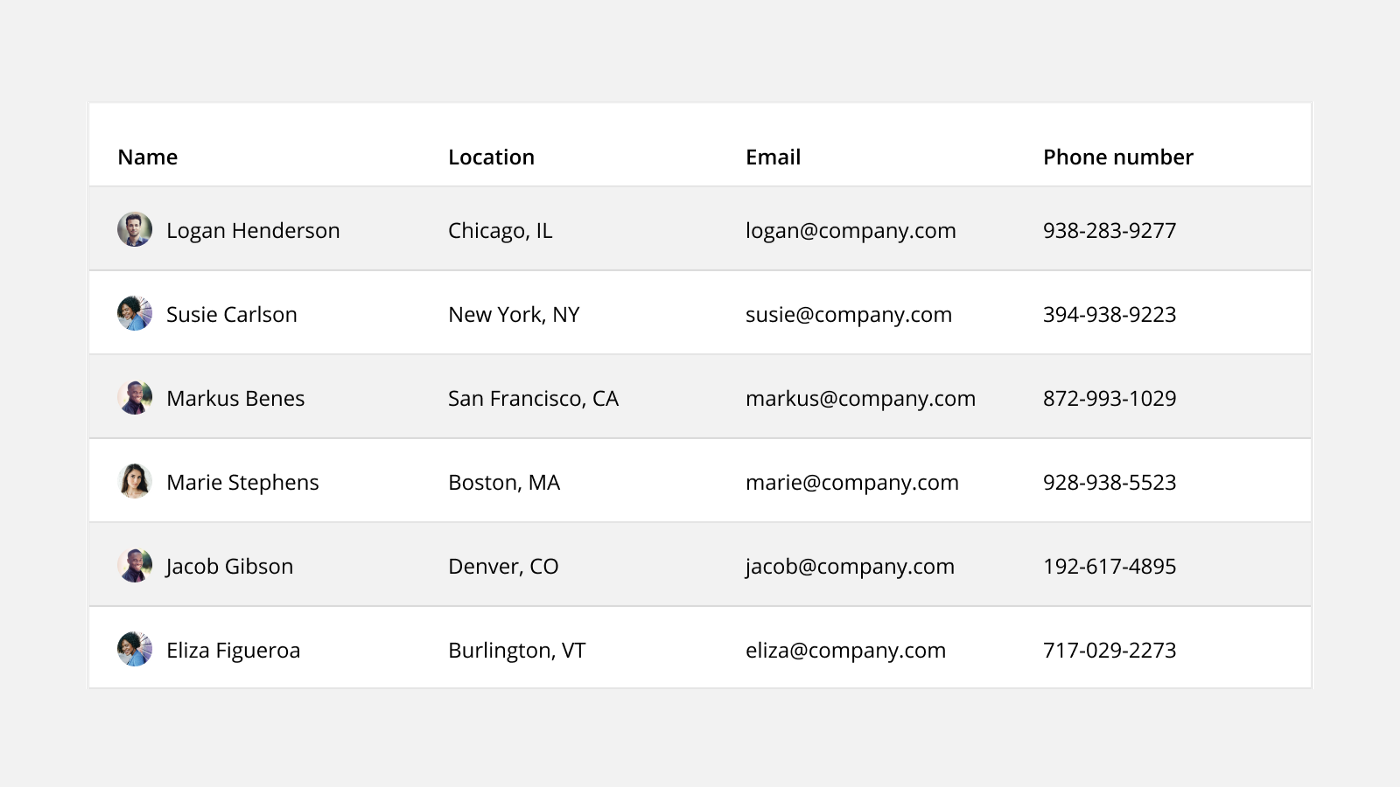 Name Location Email Phone number
Logan Henderson Chicago, IL logan@company.com 938-283-9277
Susie Carlson New York, NY susie@company.com 394-938-9223
Markus Benes San Francisco, CA markus@company.com 872-993-1029
Marie Stephens Boston, MA marie@company.com 928-938-5523
Jacob Gibson Denver, CO jacob@company.com 192-617-4895
Eliza Figueroa Burlington, VT eliza@company.com 717-029-2273